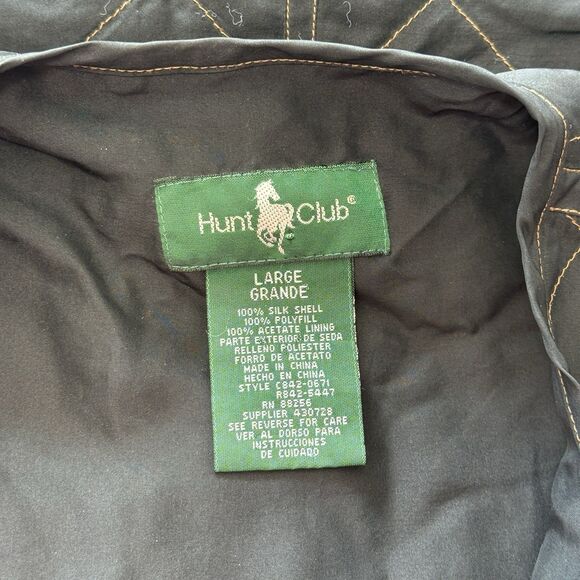 Hunt Club®
LARGE
GRANDE
100% SILK SHELL
100% POLYFILL
100% ACETATE LINING
PARTE EXTERIOR DE SEDA
RELLENO POLIESTER
FORRO DE ACETATO
MADE IN CHINA
HECHO EN CHINA
STYLE C842-0671
R842-5447
RN 88256
SUPPLIER 430728
SEE REVERSE FOR CARE
VER AL DORSO PARA
INSTRUCCIONES
DE CUIDADO